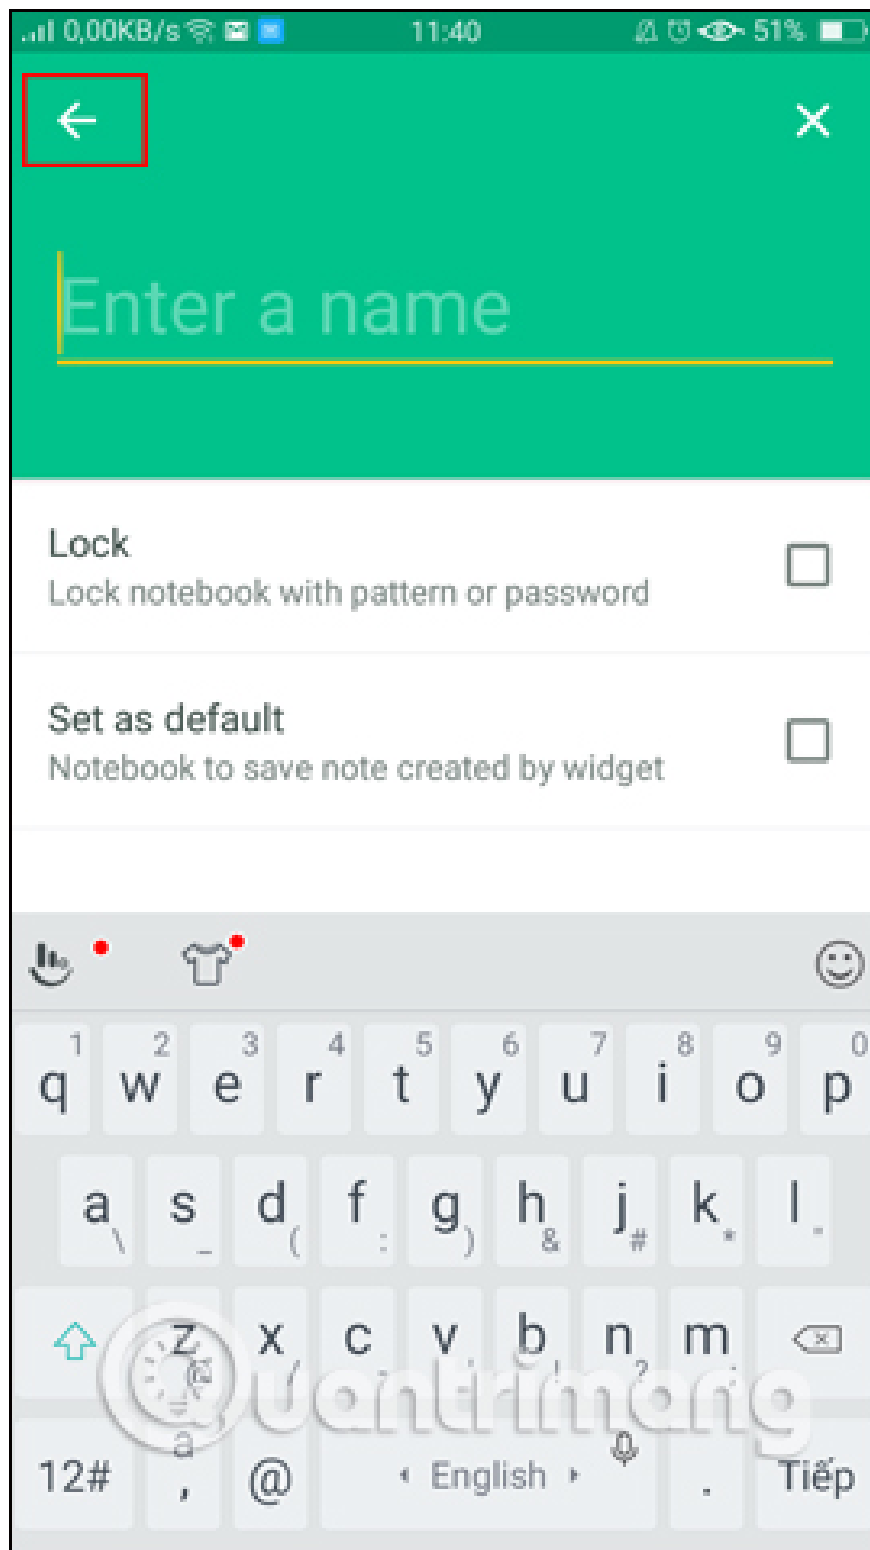 0,00KB/s 11:40 51%
Enter a name
Lock
Lock notebook with pattern or password
Set as default
Notebook to save note created by widget
1 2 3 4 5 6 7 8 9 0
q w e r t y u i o p
a s d f g h j k l
\ _ ( : ) & # * "
z x c v b n m
@ / - ' ! ? ;
Quantrimang
12# á , @ English . Tiếp